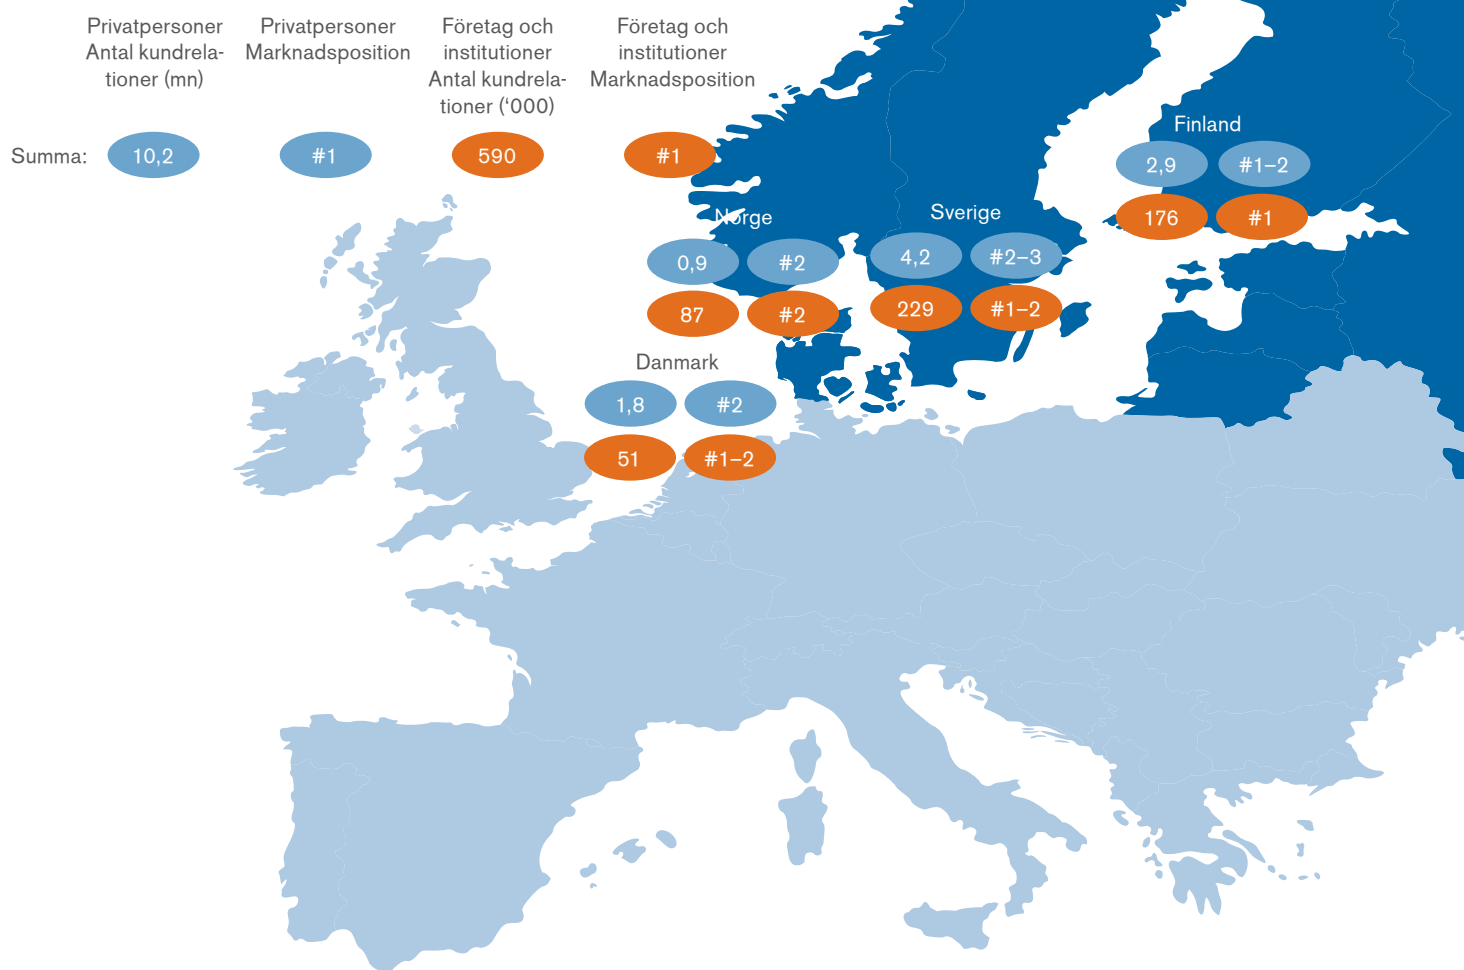 Privatpersoner
Antal kundrela-
tioner (mn)
Privatpersoner
Marknadsposition
Företag och
institutioner
Antal kundrela-
tioner (‘000)
Företag och
institutioner
Marknadsposition
Summa:
10,2
#1
590
#1
Finland
2,9
#1–2
176
#1
Norge
0,9
#2
87
#2
Sverige
4,2
#2–3
229
#1–2
Danmark
1,8
#2
51
#1–2